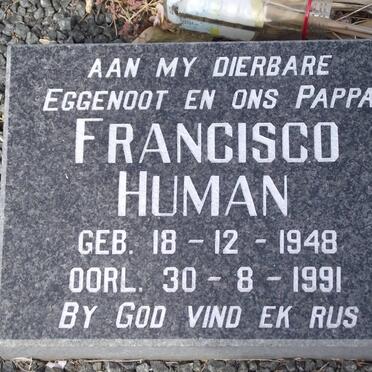 AAN MY DIERBARE
EGGENOOT EN ONS PAPPA
FRANCISCO
HUMAN
GEB. 18 - 12 - 1948
OORL. 30 - 8 - 1991
BY GOD VIND EK RUS